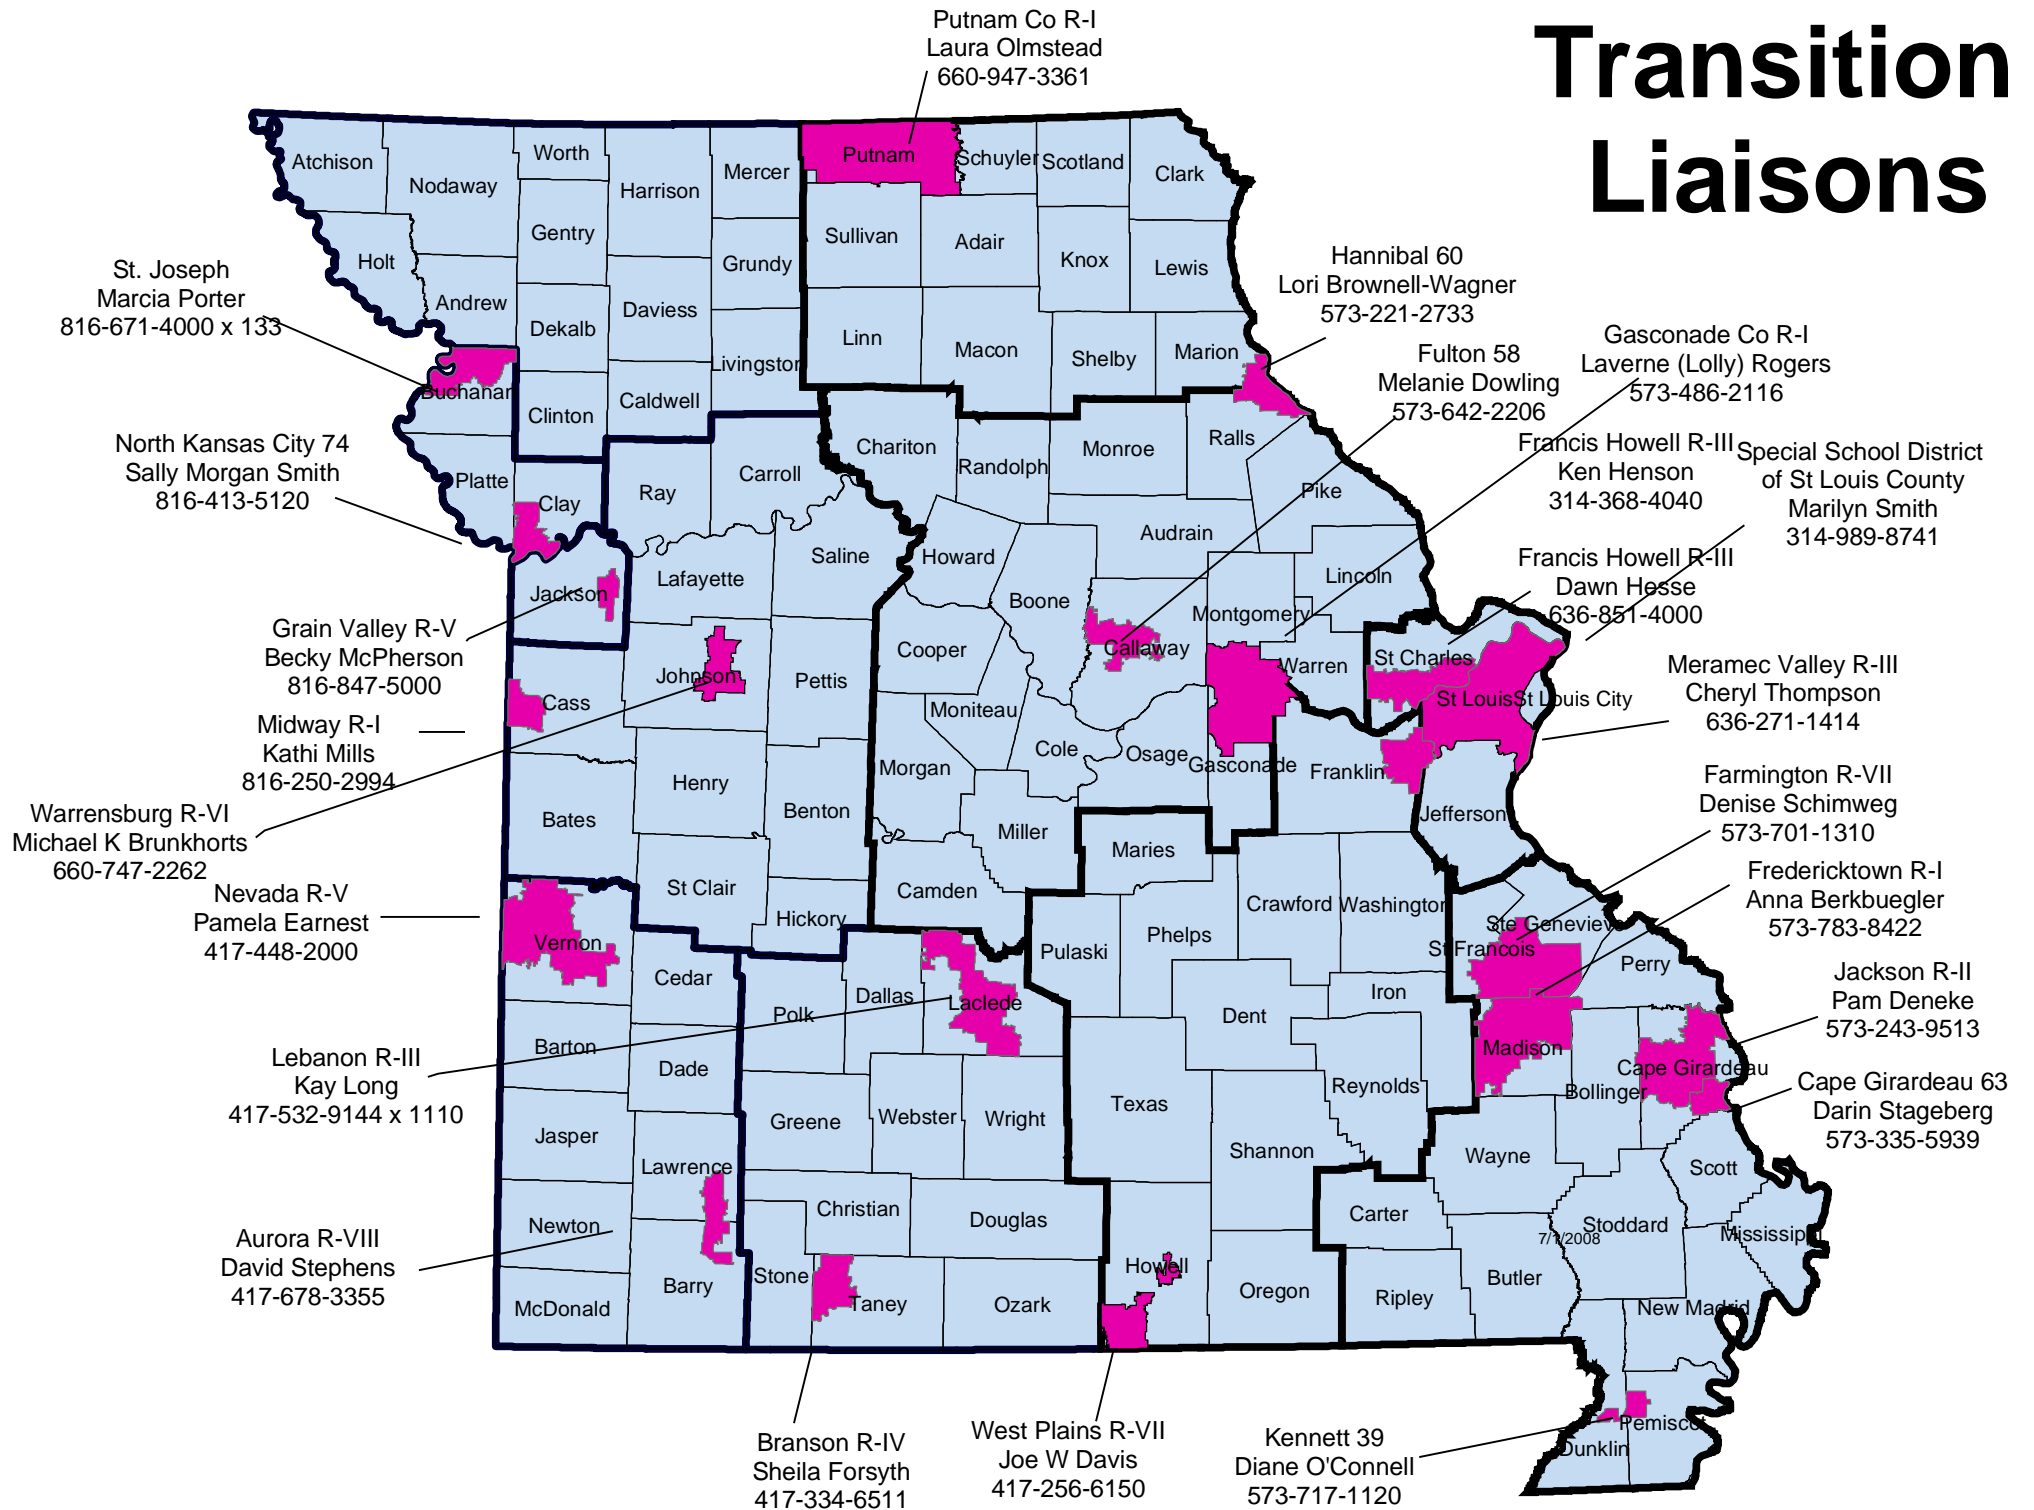 Transition
Liaisons
Putnam Co R-I
Laura Olmstead
660-947-3361
St. Joseph
Marcia Porter
816-671-4000 x 133
North Kansas City 74
Sally Morgan Smith
816-413-5120
Grain Valley R-V
Becky McPherson
816-847-5000
Midway R-I
Kathi Mills
816-250-2994
Warrensburg R-VI
Michael K Brunkhorts
660-747-2262
Nevada R-V
Pamela Earnest
417-448-2000
Lebanon R-III
Kay Long
417-532-9144 x 1110
Aurora R-VIII
David Stephens
417-678-3355
Branson R-IV
Sheila Forsyth
417-334-6511
West Plains R-VII
Joe W Davis
417-256-6150
Kennett 39
Diane O'Connell
573-717-1120
Hannibal 60
Lori Brownell-Wagner
573-221-2733
Fulton 58
Melanie Dowling
573-642-2206
Gasconade Co R-I
Laverne (Lolly) Rogers
573-486-2116
Francis Howell R-III
Ken Henson
314-368-4040
Special School District
of St Louis County
Marilyn Smith
314-989-8741
Francis Howell R-III
Dawn Hesse
636-851-4000
Meramec Valley R-III
Cheryl Thompson
636-271-1414
Farmington R-VII
Denise Schimweg
573-701-1310
Fredericktown R-I
Anna Berkbuegler
573-783-8422
Jackson R-II
Pam Deneke
573-243-9513
Cape Girardeau 63
Darin Stageberg
573-335-5939
Atchison
Nodaway
Worth
Harrison
Mercer
Putnam
Schuyler
Scotland
Clark
Holt
Andrew
Gentry
Dekalb
Daviess
Grundy
Livingston
Sullivan
Adair
Knox
Lewis
Linn
Macon
Shelby
Marion
Buchanan
Clinton
Caldwell
Platte
Clay
Ray
Carroll
Chariton
Randolph
Monroe
Ralls
Pike
Audrain
Jackson
Lafayette
Saline
Howard
Boone
Callaway
Montgomery
Lincoln
Warren
St Charles
St Louis
St Louis City
Cass
Johnson
Pettis
Cooper
Moniteau
Morgan
Cole
Osage
Gasconade
Franklin
Jefferson
Bates
Henry
Benton
Miller
Camden
Maries
St Clair
Hickory
Pulaski
Phelps
Crawford
Washington
Ste Genevieve
St Francois
Perry
Vernon
Cedar
Polk
Dallas
Laclede
Dent
Iron
Madison
Bollinger
Cape Girardeau
Barton
Dade
Greene
Webster
Wright
Texas
Reynolds
Shannon
Wayne
Scott
Jasper
Lawrence
Christian
Douglas
Howell
Oregon
Carter
Ripley
Butler
Stoddard
7/1/2008
Mississippi
New Madrid
Newton
McDonald
Barry
Stone
Taney
Ozark
Pemiscot
Dunklin